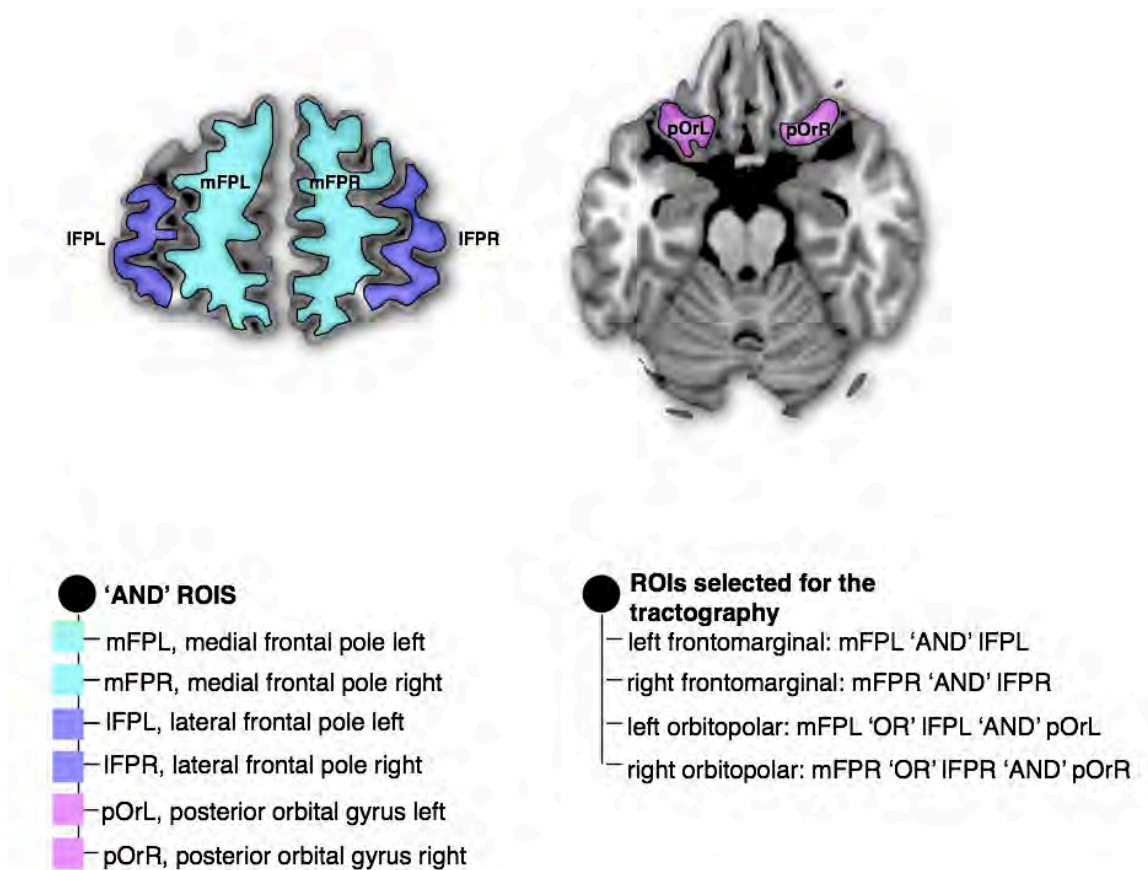 mFPL
mFPR
lFPL
lFPR
pOrL
pOrR
‘AND’ ROIS
mFPL, medial frontal pole left
mFPR, medial frontal pole right
lFPL, lateral frontal pole left
lFPR, lateral frontal pole right
pOrL, posterior orbital gyrus left
pOrR, posterior orbital gyrus right
ROIs selected for the
tractography
left frontomarginal: mFPL ‘AND’ lFPL
right frontomarginal: mFPR ‘AND’ lFPR
left orbitopolar: mFPL ‘OR’ lFPL ‘AND’ pOrL
right orbitopolar: mFPR ‘OR’ lFPR ‘AND’ pOrR